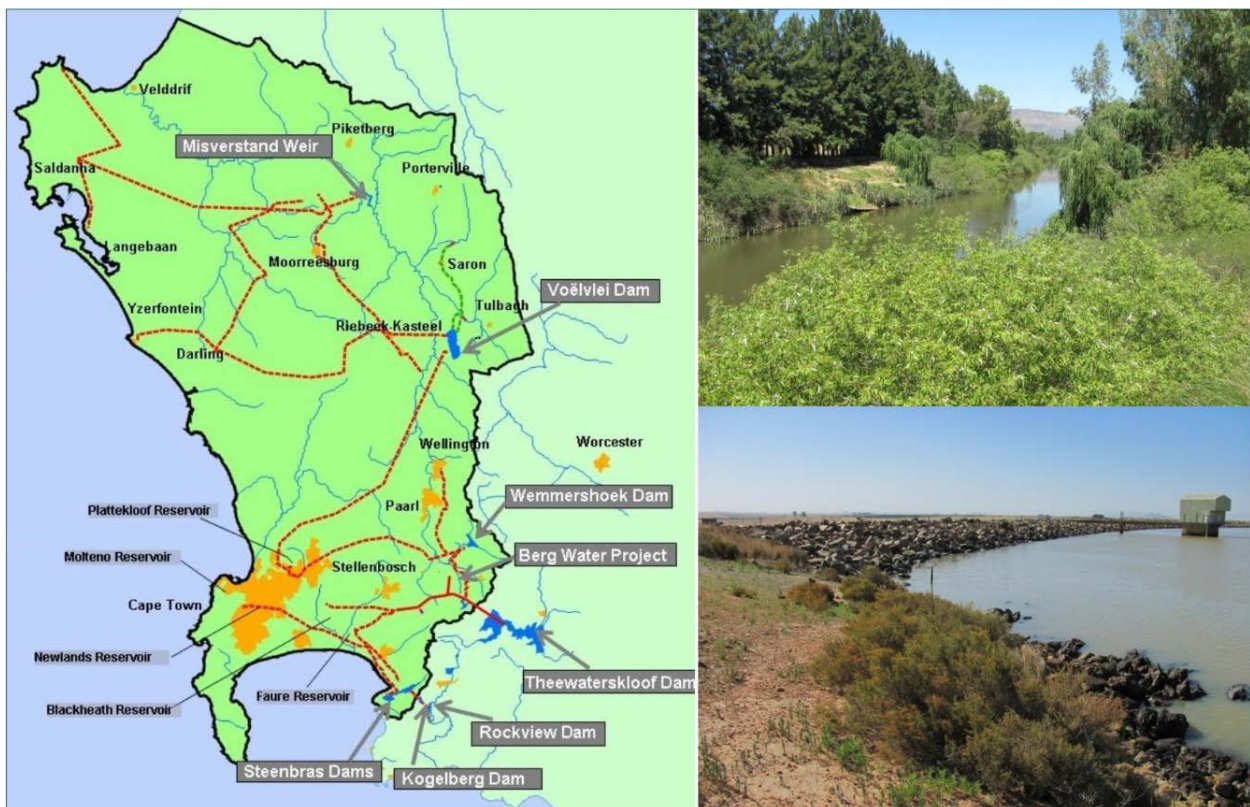 Velddrif
Piketberg
Misverstand Weir
Porterville
Saldanha
Langebaan
Moorreesburg
Saron
Voëlvlei Dam
Yzerfontein
Tulbagh
Riebeek-Kasteel
Darling
Wellington
Worcester
Wemmershoek Dam
Paarl
Plattekloof Reservoir
Molteno Reservoir
Berg Water Project
Stellenbosch
Cape Town
Newlands Reservoir
Theewaterskloof Dam
Faure Reservoir
Blackheath Reservoir
Rockview Dam
Steenbras Dams
Kogelberg Dam